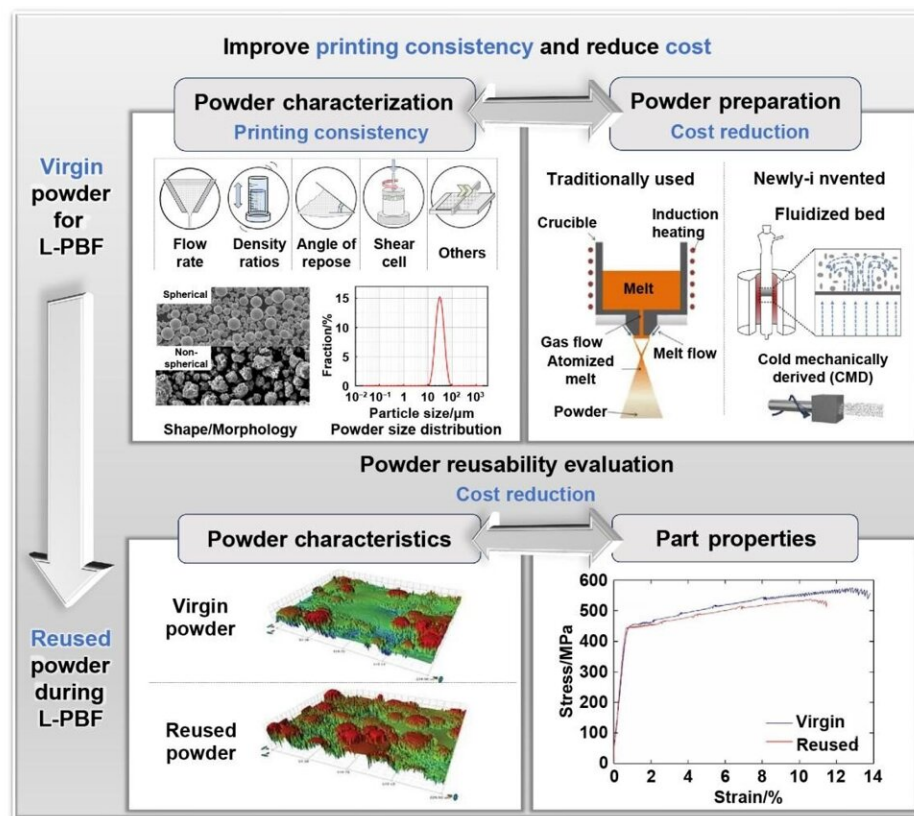 Improve printing consistency and reduce cost
Powder characterization
Printing consistency
Powder preparation
Cost reduction
Virgin
powder
for
L-PBF
Flow
rate
Density
ratios
Angle of
repose
Shear
cell
Others
Spherical
Non-
spherical
Shape/Morphology
Fraction/%
15
10
5
0
10⁻² 10⁻¹ 1 10¹ 10² 10³
Particle size/μm
Powder size distribution
Traditionally used
Crucible
Induction
heating
Melt
Gas flow
Atomized
melt
Melt flow
Powder
Newly-i nvented
Fluidized bed
Cold mechanically
derived (CMD)
Powder reusability evaluation
Cost reduction
Powder characteristics
Part properties
Reused
powder
during
L-PBF
Virgin
powder
Reused
powder
Stress/MPa
600
500
400
300
200
100
0
Virgin
Reused
0 2 4 6 8 10 12 14
Strain/%